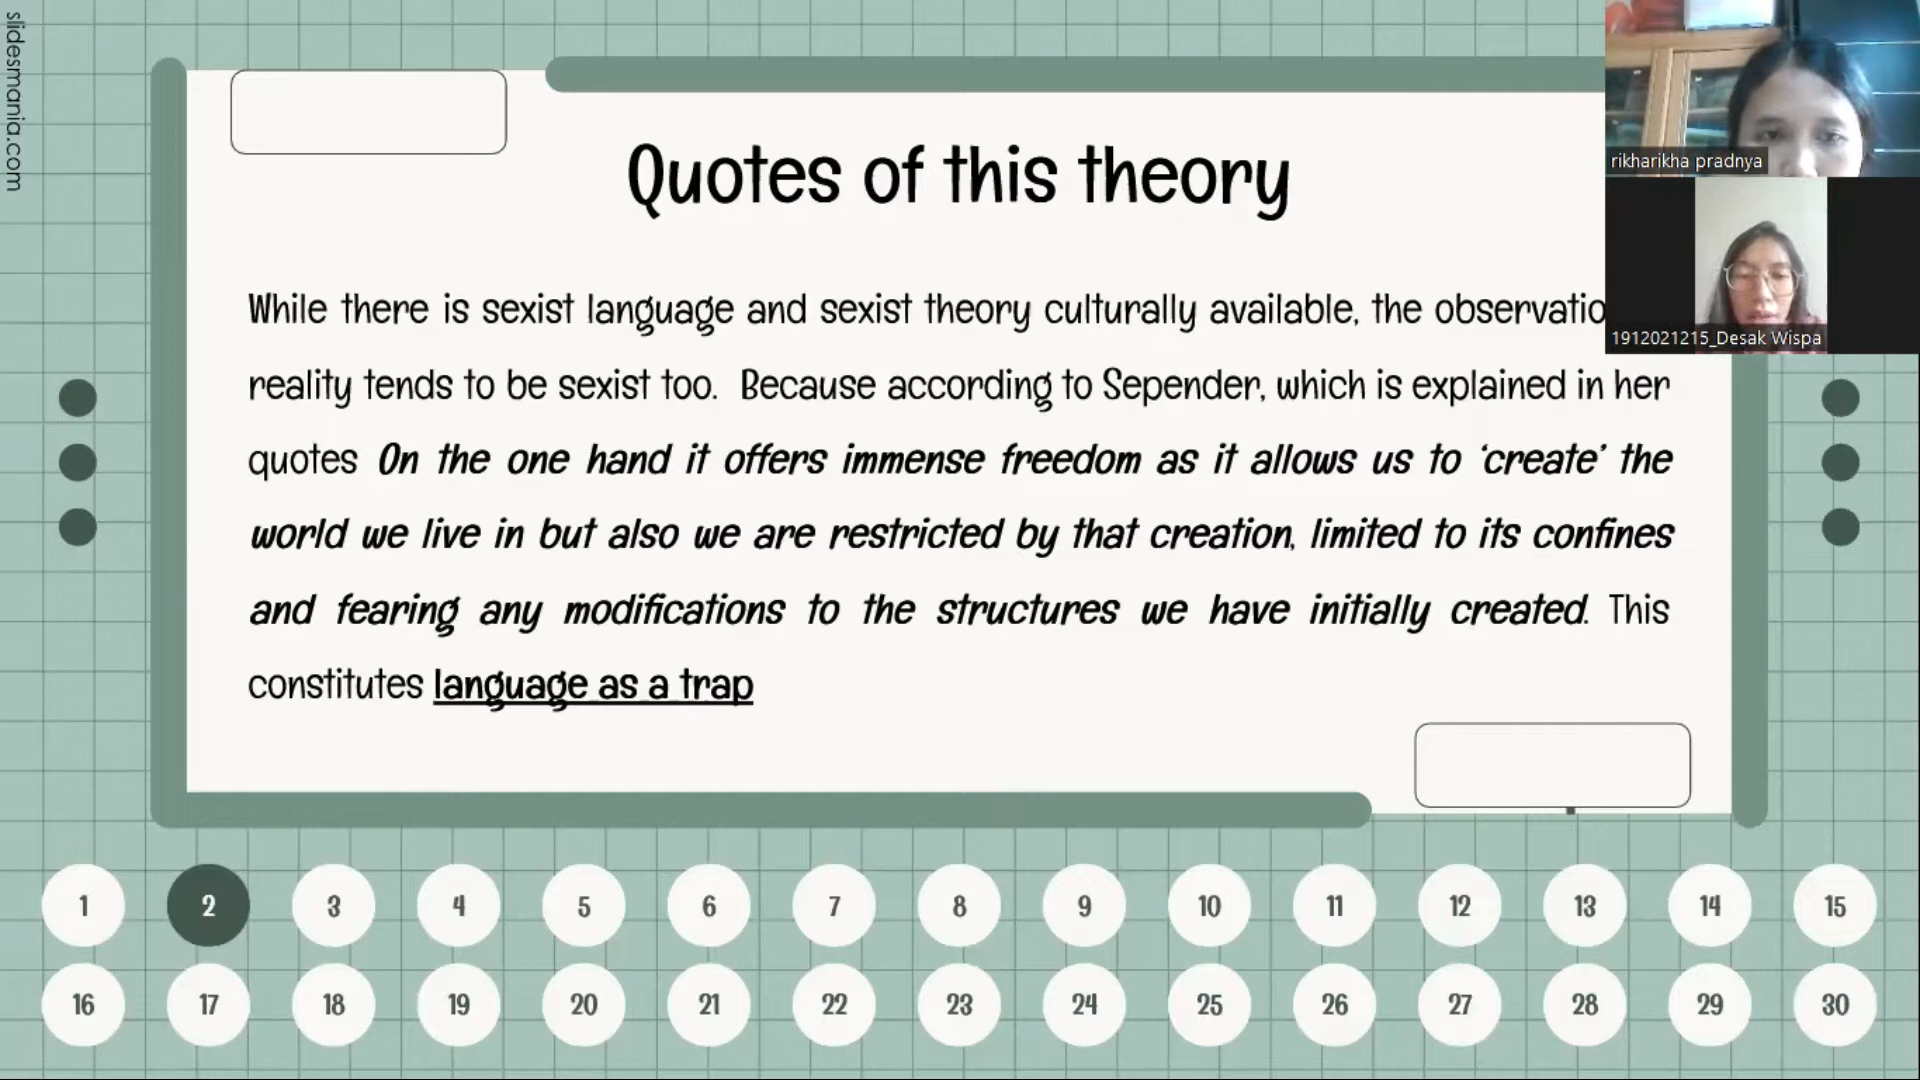 slidesmania.com
Quotes of this theory
rikharikha pradnya
1912021215_Desak Wispa
While there is sexist language and sexist theory culturally available, the
reality tends to be sexist too. Because according to Sepender, which is explained in her
quotes On the one hand it offers immense freedom as it allows us to ‘create’ the
world we live in but also we are restricted by that creation, limited to its confines
and fearing any modifications to the structures we have initially created. This
constitutes language as a trap
1 2 3 4 5 6 7 8 9 10 11 12 13 14 15
16 17 18 19 20 21 22 23 24 25 26 27 28 29 30